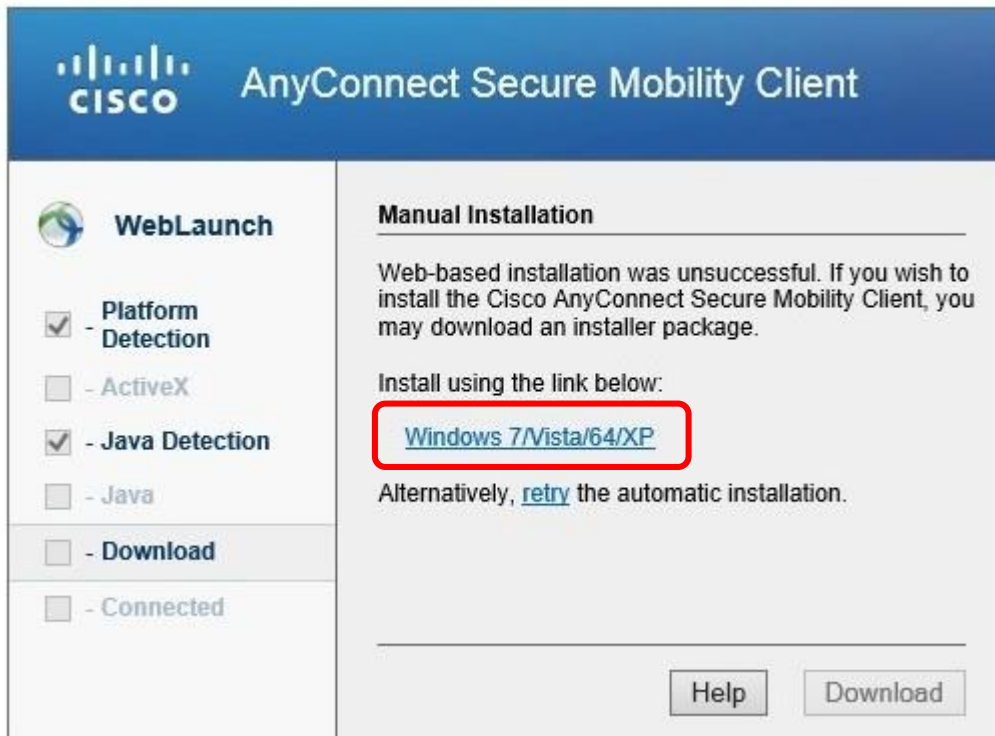 CISCO
AnyConnect Secure Mobility Client
WebLaunch
- Platform
Detection
- ActiveX
- Java Detection
- Java
- Download
- Connected
Manual Installation
Web-based installation was unsuccessful. If you wish to
install the Cisco AnyConnect Secure Mobility Client, you
may download an installer package.
Install using the link below:
Windows 7/Vista/64/XP
Alternatively, retry the automatic installation.
Help
Download